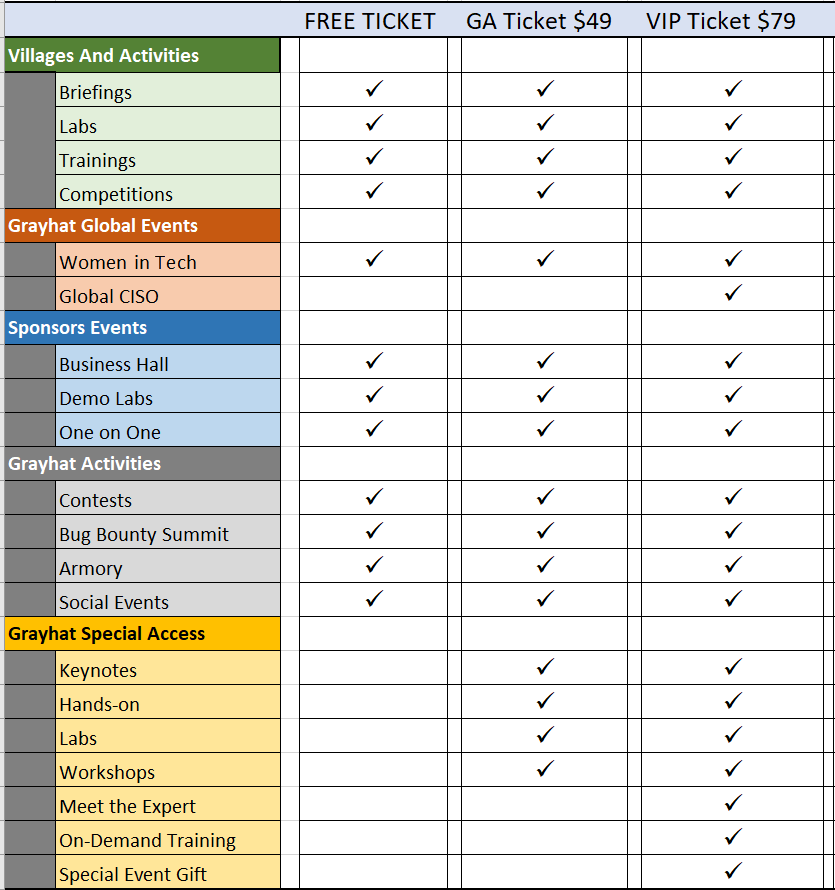 FREE TICKET GA Ticket $49 VIP Ticket $79
Villages And Activities
Briefings ✓ ✓ ✓
Labs ✓ ✓ ✓
Trainings ✓ ✓ ✓
Competitions ✓ ✓ ✓
Grayhat Global Events
Women in Tech ✓ ✓ ✓
Global CISO ✓
Sponsors Events
Business Hall ✓ ✓ ✓
Demo Labs ✓ ✓ ✓
One on One ✓ ✓ ✓
Grayhat Activities
Contests ✓ ✓ ✓
Bug Bounty Summit ✓ ✓ ✓
Armory ✓ ✓ ✓
Social Events ✓ ✓ ✓
Grayhat Special Access
Keynotes ✓ ✓
Hands-on ✓ ✓
Labs ✓ ✓
Workshops ✓ ✓
Meet the Expert ✓
On-Demand Training ✓
Special Event Gift ✓